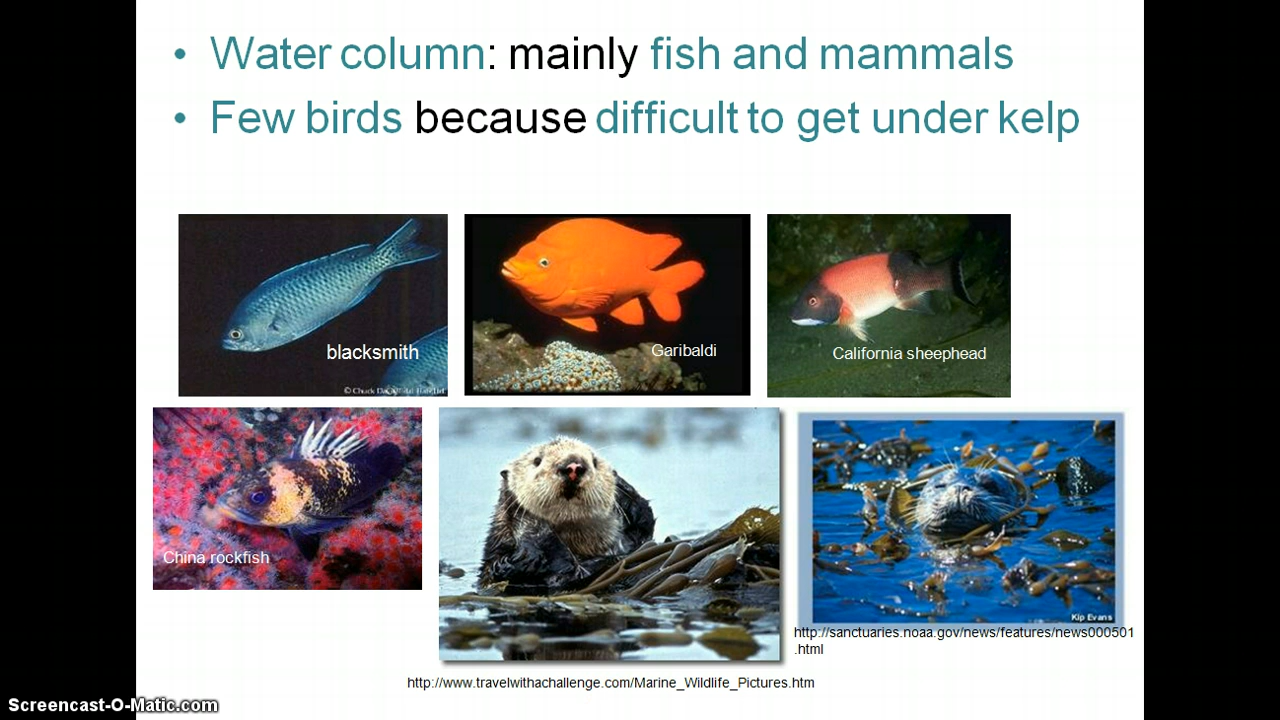 • Water column: mainly fish and mammals
• Few birds because difficult to get under kelp
blacksmith
Garibaldi
California sheephead
China rockfish
Kip Evans
http://sanctuaries.noaa.gov/news/features/news000501
.html
http://www.travelwithachallenge.com/Marine_Wildlife_Pictures.htm
Screencast-O-Matic.com